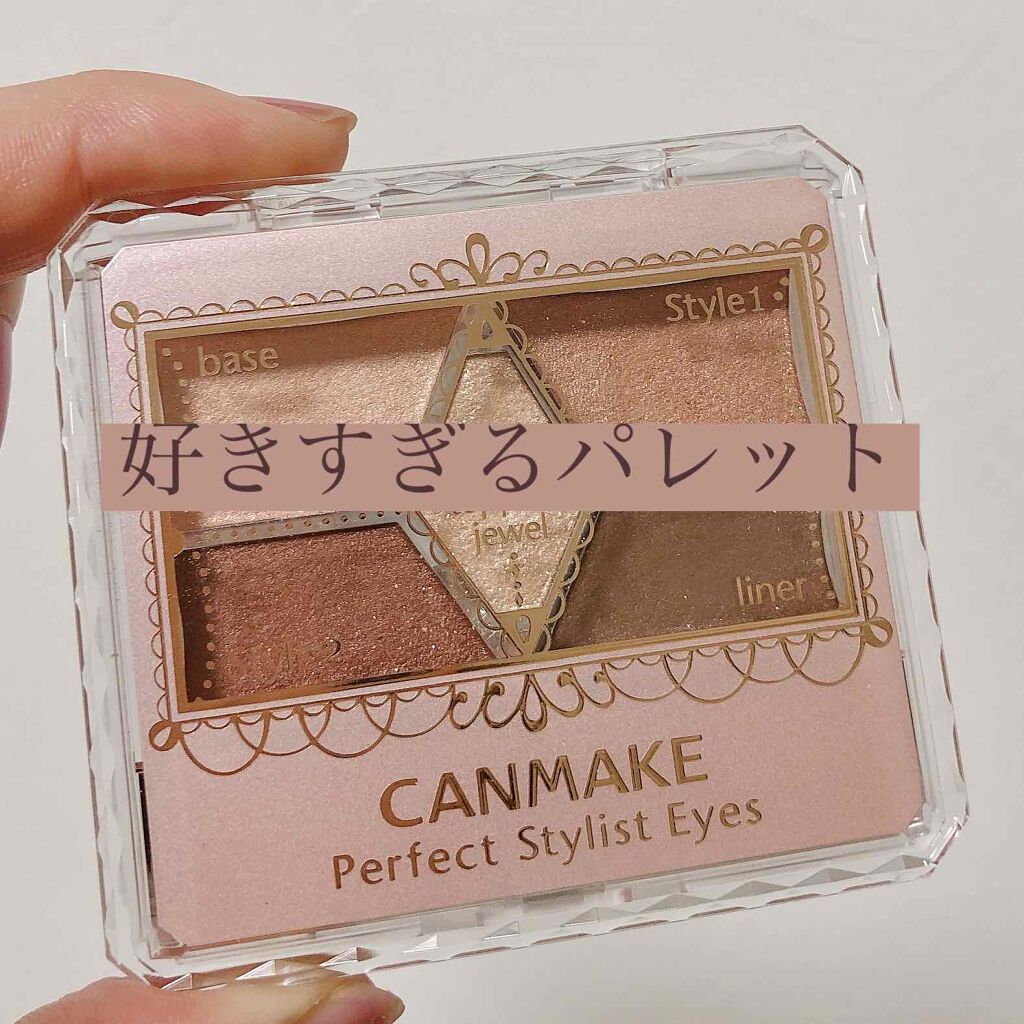 base
Style1
好きすぎるパレット
jewel
liner
CANMAKE
Perfect Stylist Eyes